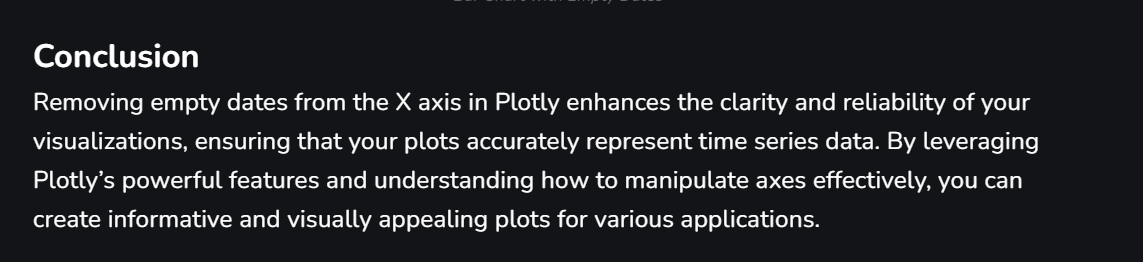 Conclusion
Removing empty dates from the X axis in Plotly enhances the clarity and reliability of your
visualizations, ensuring that your plots accurately represent time series data. By leveraging
Plotly’s powerful features and understanding how to manipulate axes effectively, you can
create informative and visually appealing plots for various applications.